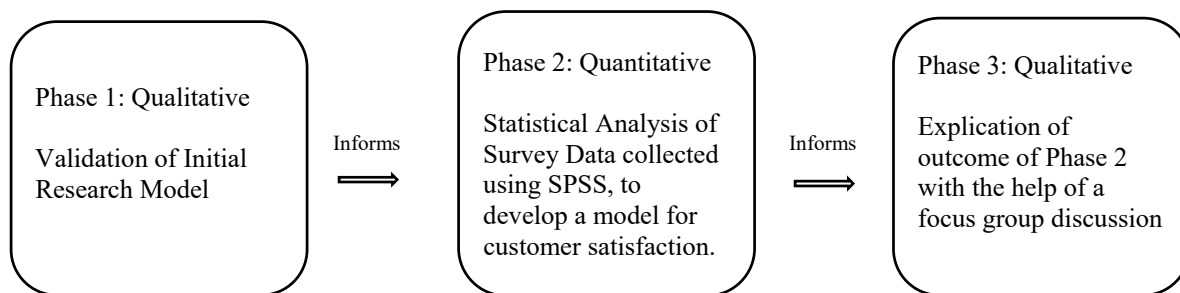 Phase 1: Qualitative
Validation of Initial
Research Model
Informs
Phase 2: Quantitative
Statistical Analysis of
Survey Data collected
using SPSS, to
develop a model for
customer satisfaction.
Informs
Phase 3: Qualitative
Explication of
outcome of Phase 2
with the help of a
focus group discussion